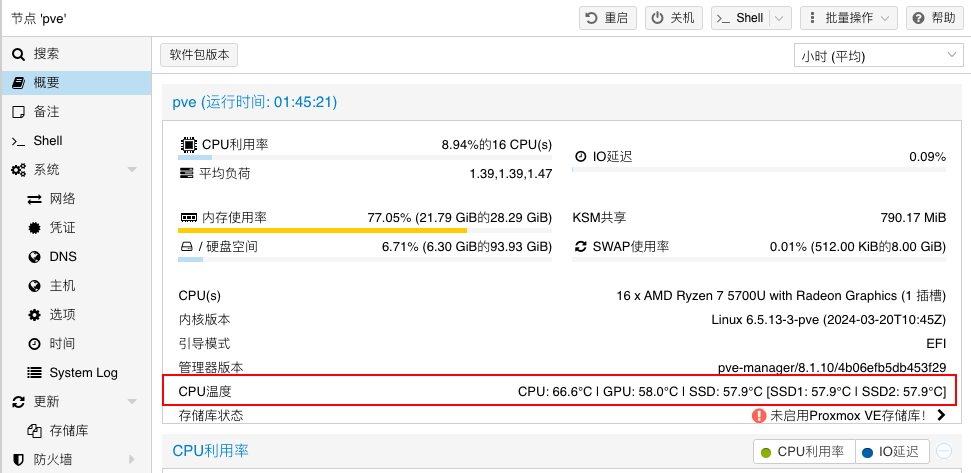 节点 'pve'
重启
关机
Shell
批量操作
帮助
搜索
概要
备注
Shell
系统
网络
凭证
DNS
主机
选项
时间
System Log
更新
存储库
防火墙
软件包版本
小时 (平均)
pve (运行时间: 01:45:21)
CPU利用率 8.94%的16 CPU(s)
IO延迟 0.09%
平均负荷 1.39,1.39,1.47
内存使用率 77.05% (21.79 GiB的28.29 GiB)
KSM共享 790.17 MiB
/ 硬盘空间 6.71% (6.30 GiB的93.93 GiB)
SWAP使用率 0.01% (512.00 KiB的8.00 GiB)
CPU(s) 16 x AMD Ryzen 7 5700U with Radeon Graphics (1 插槽)
内核版本 Linux 6.5.13-3-pve (2024-03-20T10:45Z)
引导模式 EFI
管理器版本 pve-manager/8.1.10/4b06efb5db453f29
CPU温度 CPU: 66.6°C | GPU: 58.0°C | SSD: 57.9°C [SSD1: 57.9°C | SSD2: 57.9°C]
存储库状态 未启用Proxmox VE存储库!
CPU利用率
CPU利用率
IO延迟